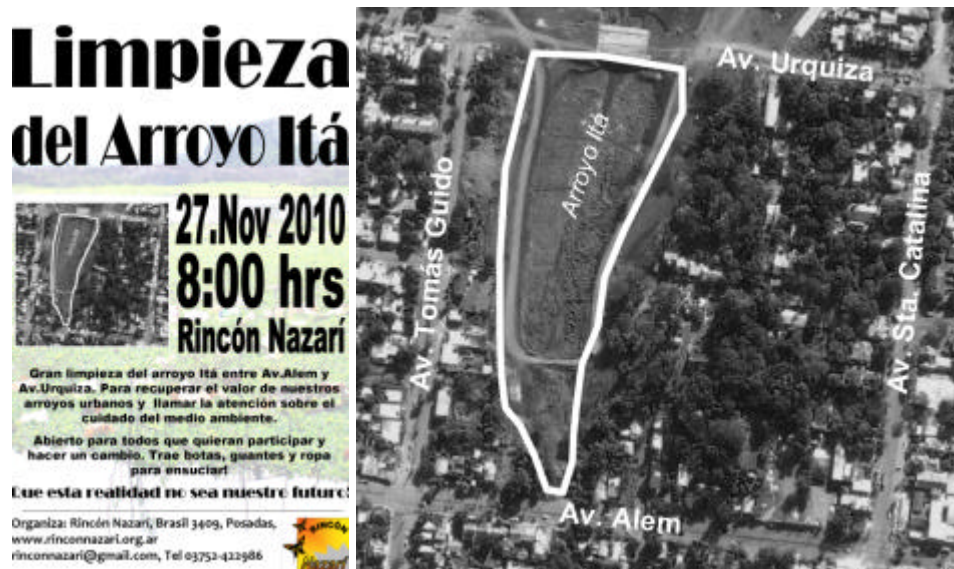 Limpieza
del Arroyo Itá
27.Nov 2010
8:00 hrs
Rincón Nazarí
Gran limpieza del arroyo Itá entre Av.Alem y
Av.Urquiza. Para recuperar el valor de nuestros
arroyos urbanos y llamar la atención sobre el
cuidado del medio ambiente.
Abierto para todos que quieran participar y
hacer un cambio. Trae botas, guantes y ropa
para ensuciar!
Que esta realidad no sea nuestro futuro!
Organiza: Rincón Nazarí, Brasil 3409, Posadas,
www.rinconnazari.org.ar
rinconnazari@gmail.com, Tel 03752-422986
RINCÓN
Nazarí
Av. Urquiza
Arroyo Ita
Av Tomás Guido
Av. Sta. Catalina
Av. Alem